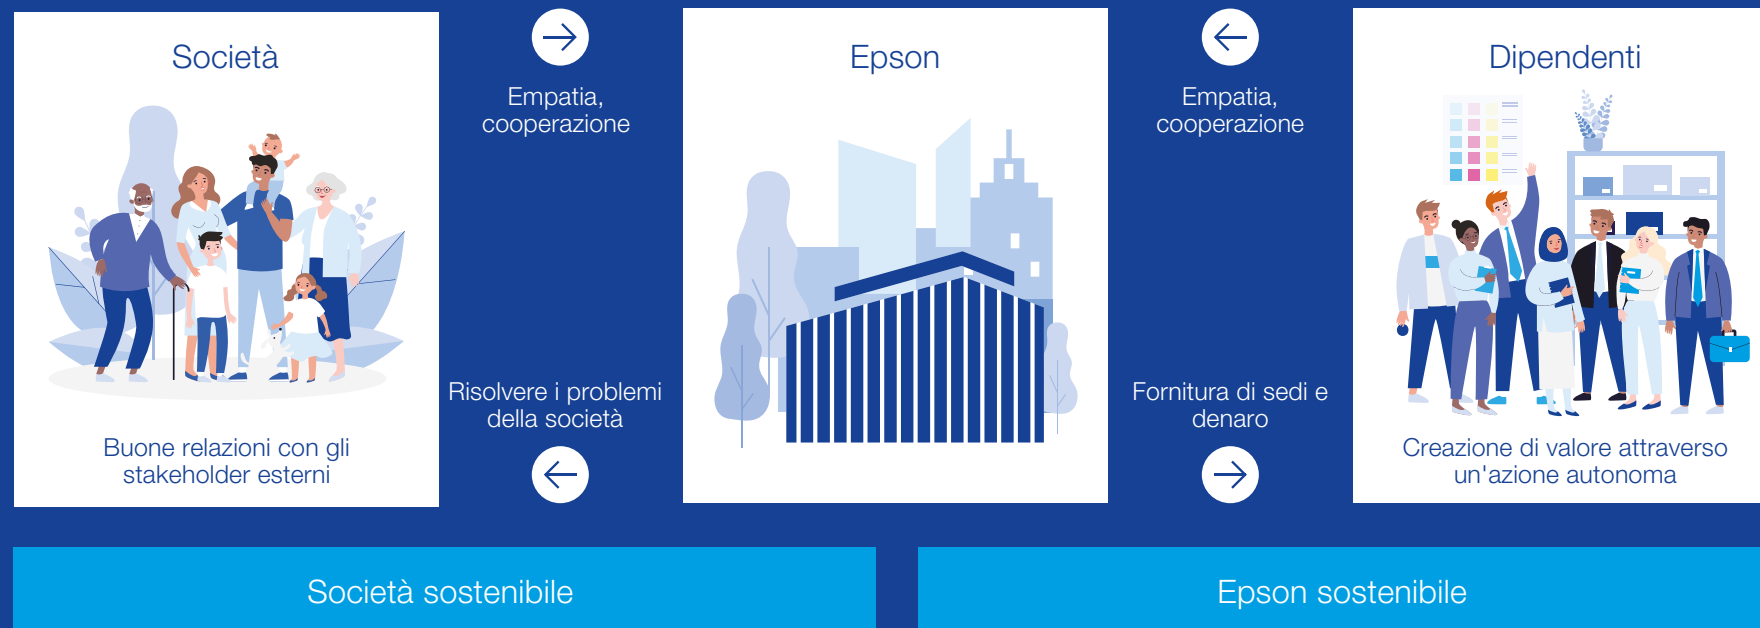 Società
Buone relazioni con gli
stakeholder esterni
Empatia,
cooperazione
Risolvere i problemi
della società
Epson
Empatia,
cooperazione
Fornitura di sedi e
denaro
Dipendenti
Creazione di valore attraverso
un'azione autonoma
Società sostenibile
Epson sostenibile